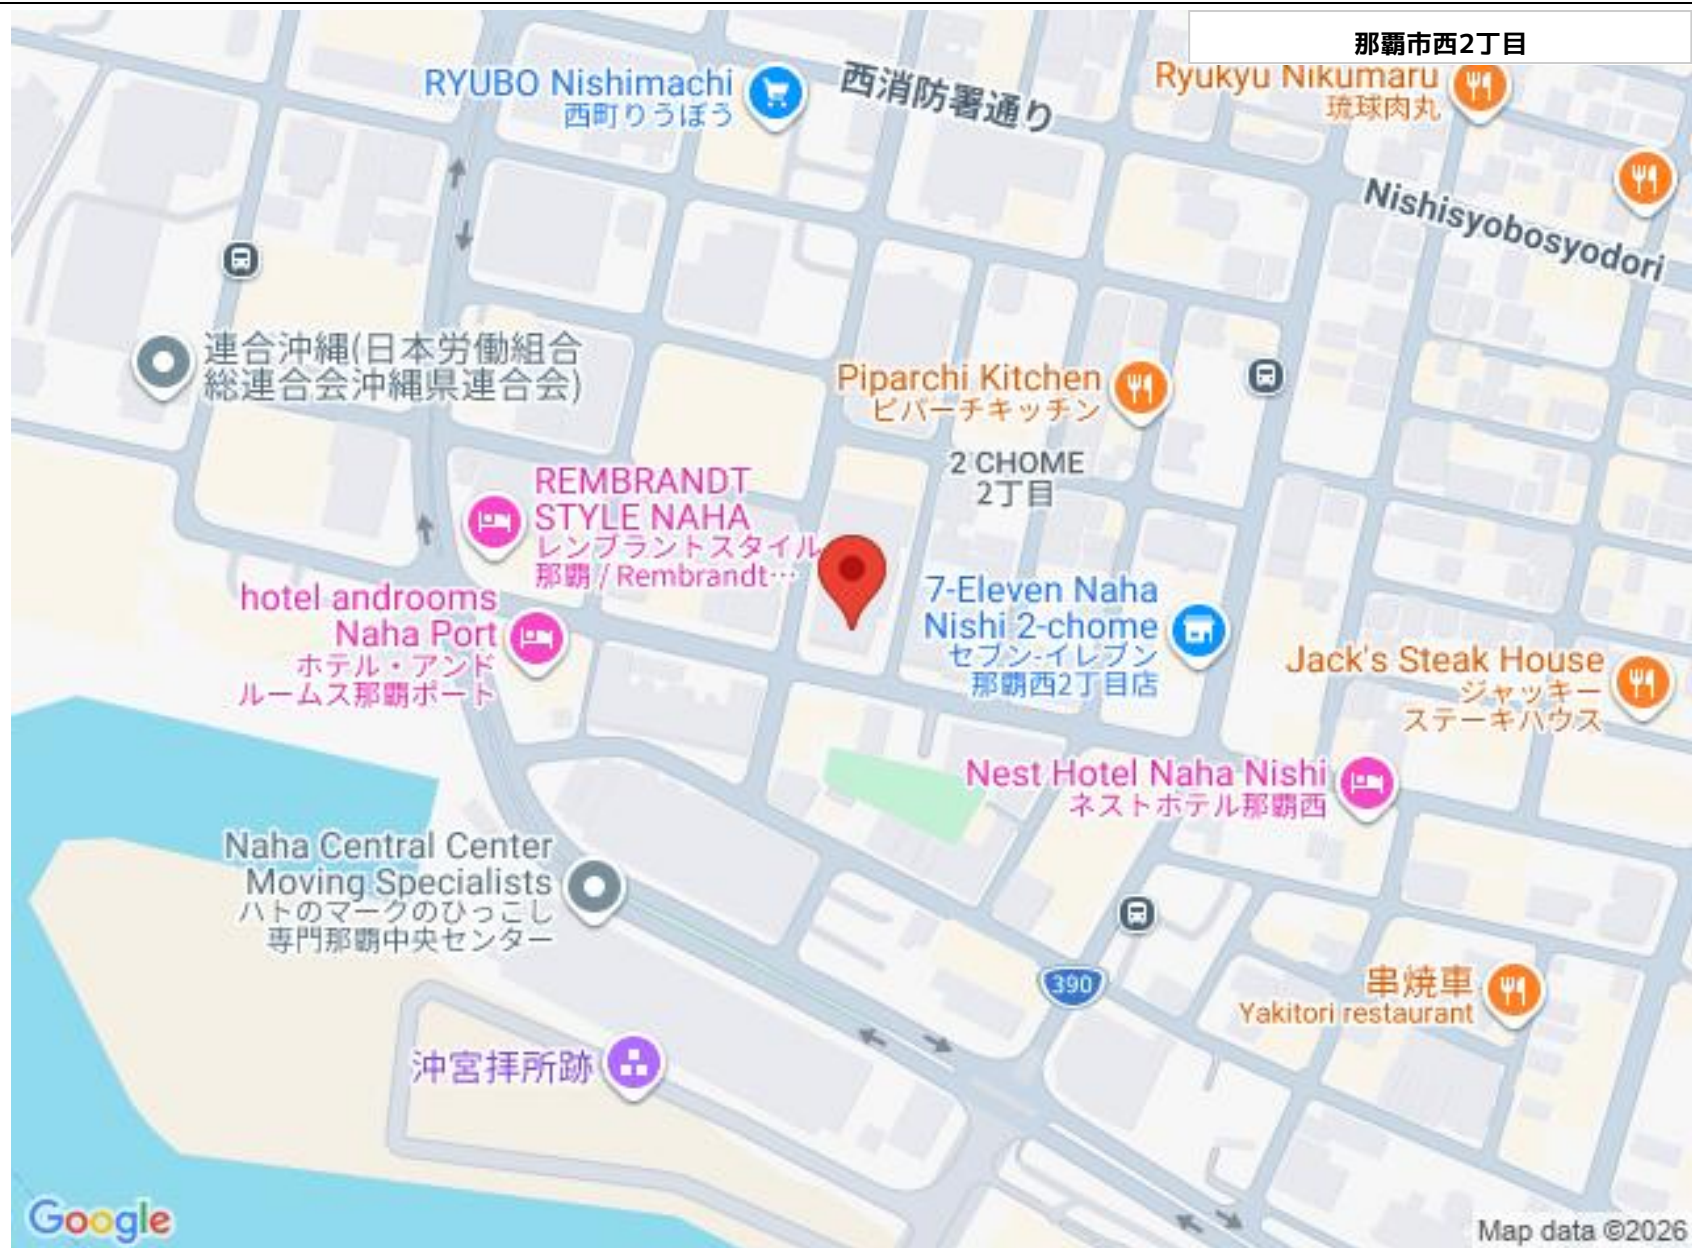 那覇市西2丁目
RYUBO Nishimachi
西町りうぼう
西消防署通り
Ryukyu Nikumaru
琉球肉丸
Nishisyobosyodori
連合沖縄(日本労働組合
総連合会沖縄県連合会)
Piparchi Kitchen
ピパーチキッチン
2 CHOME
2丁目
REMBRANDT
STYLE NAHA
レンブラントスタイル
那覇 / Rembrandt…
hotel androoms
Naha Port
ホテル・アンド
ルームス那覇ポート
7-Eleven Naha
Nishi 2-chome
セブン-イレブン
那覇西2丁目店
Jack's Steak House
ジャッキー
ステーキハウス
Nest Hotel Naha Nishi
ネストホテル那覇西
Naha Central Center
Moving Specialists
ハトのマークのひっこし
専門那覇中央センター
390
串焼車
Yakitori restaurant
沖宮拝所跡
Google
Map data ©2026